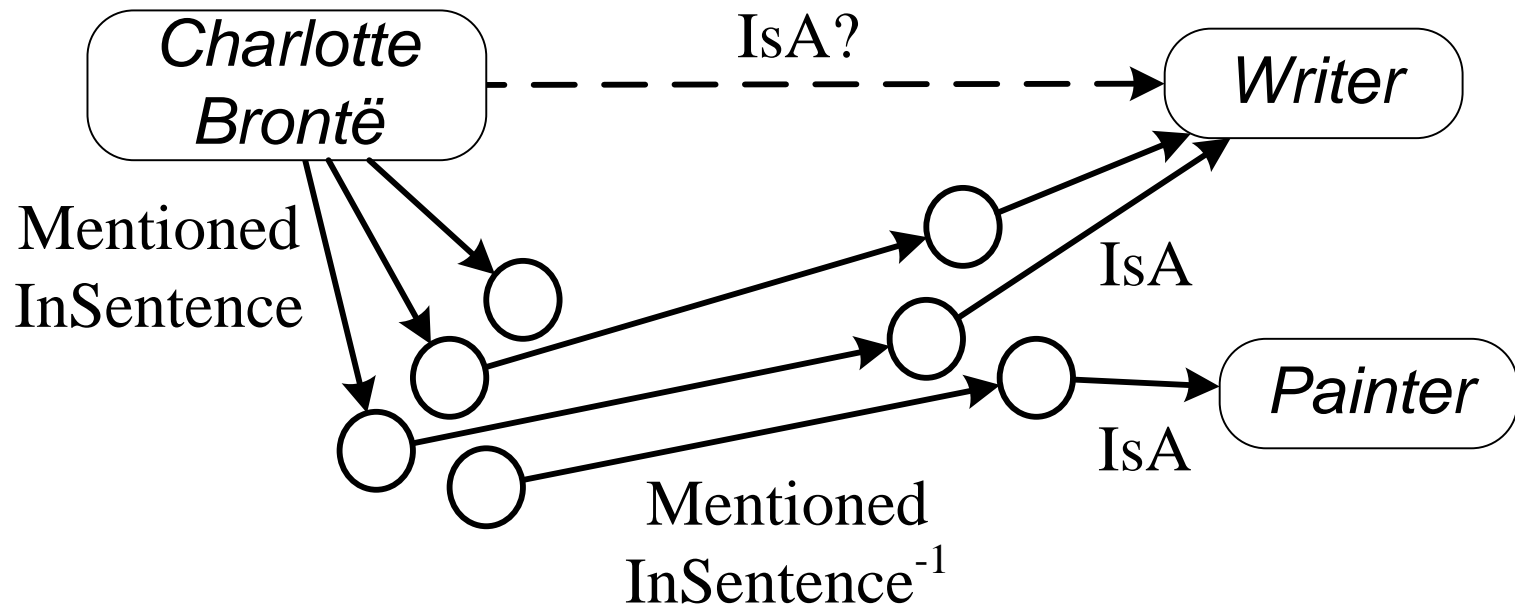 Charlotte
Brontë
IsA?
Writer
Mentioned
InSentence
IsA
Painter
IsA
Mentioned
InSentence⁻¹